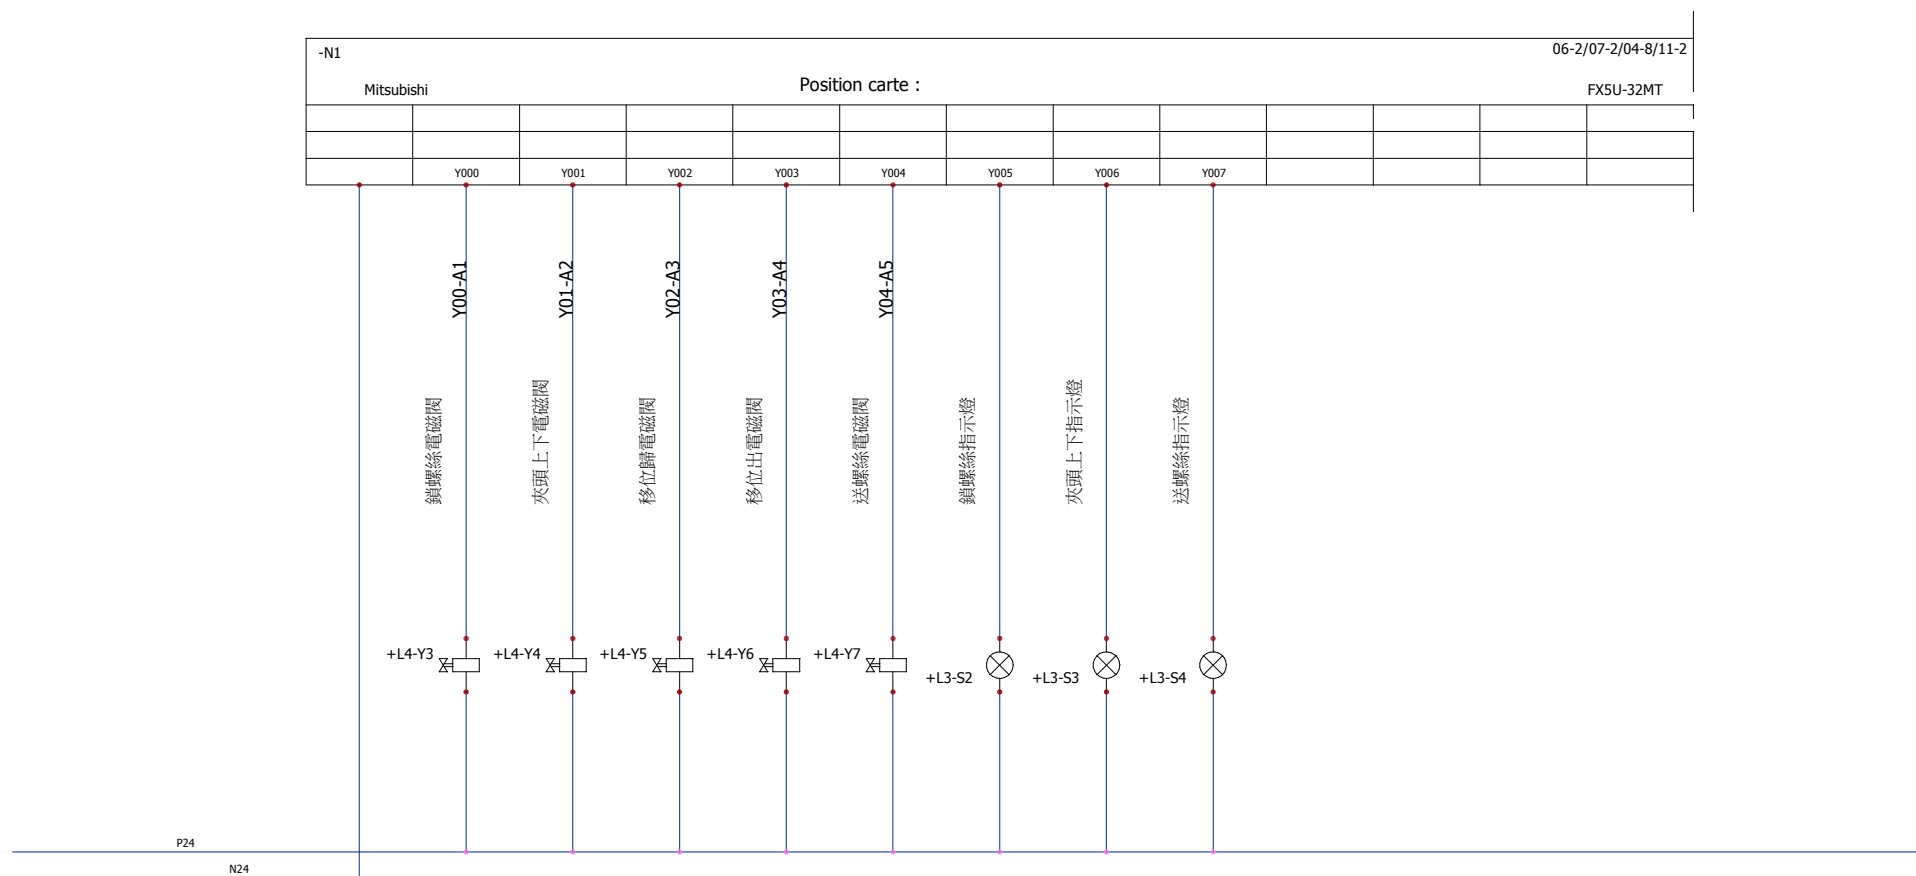 -N1
06-2/07-2/04-8/11-2
Mitsubishi
Position carte :
FX5U-32MT
Y000
Y001
Y002
Y003
Y004
Y005
Y006
Y007
Y00-A1
Y01-A2
Y02-A3
Y03-A4
Y04-A5
鎖螺絲電磁閥
夾頭上下電磁閥
移位歸電磁閥
移位出電磁閥
送螺絲電磁閥
鎖螺絲指示燈
夾頭上下指示燈
送螺絲指示燈
+L4-Y3
+L4-Y4
+L4-Y5
+L4-Y6
+L4-Y7
+L3-S2
+L3-S3
+L3-S4
P24
N24